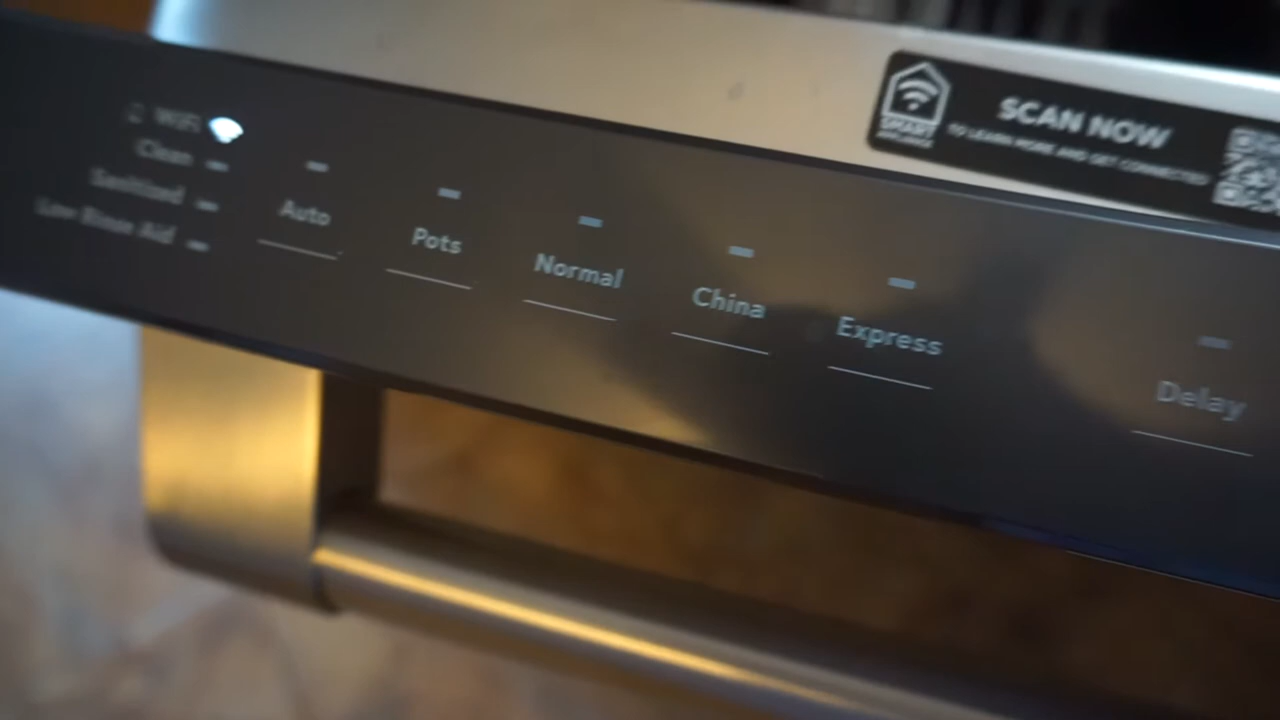 WiFi
Clean
Sanitized
Low Rinse Aid
Auto
Pots
Normal
China
Express
Delay
SMART
SCAN NOW
TO LEARN MORE AND GET CONNECTED